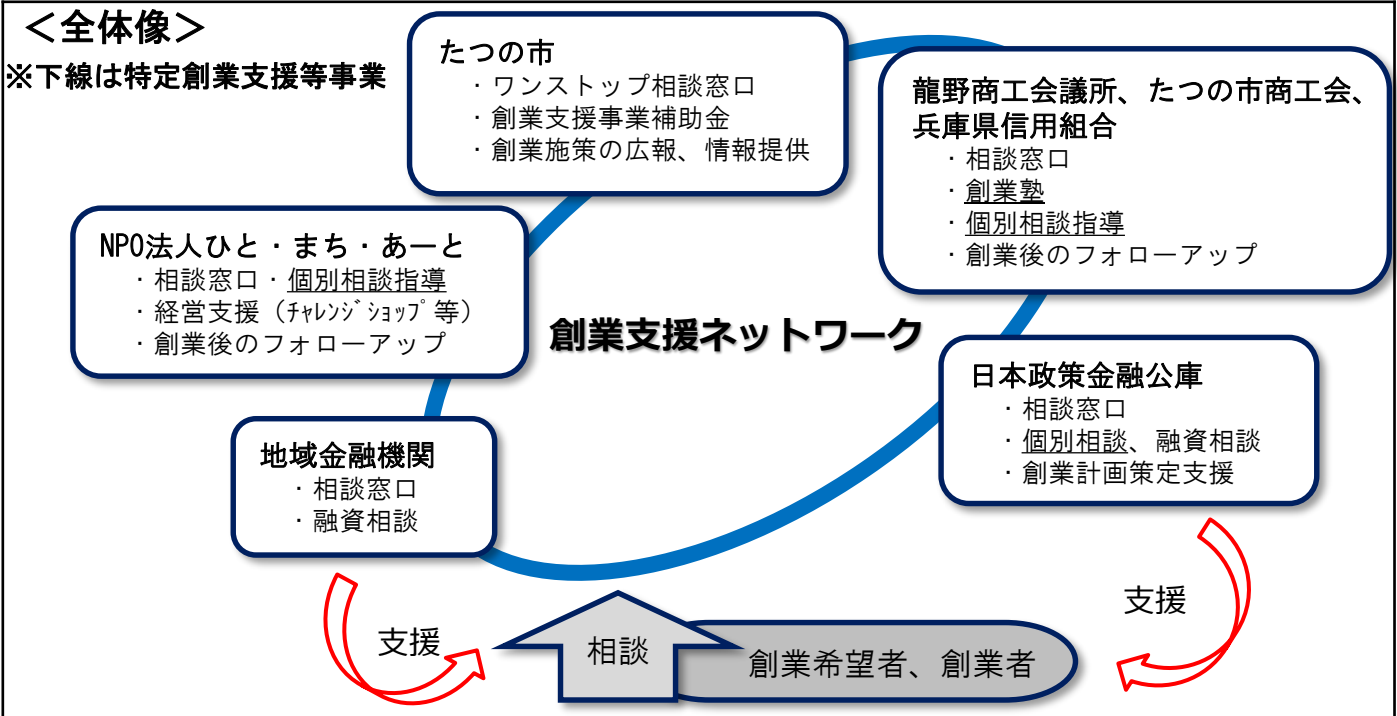 ＜全体像＞
※下線は特定創業支援等事業
たつの市
・ワンストップ相談窓口
・創業支援事業補助金
・創業施策の広報、情報提供
龍野商工会議所、たつの市商工会、
兵庫県信用組合
・相談窓口
・創業塾
・個別相談指導
・創業後のフォローアップ
NPO法人ひと・まち・あーと
・相談窓口・個別相談指導
・経営支援（ﾁｬﾚﾝｼﾞｼｮｯﾌﾟ等）
・創業後のフォローアップ
創業支援ネットワーク
日本政策金融公庫
・相談窓口
・個別相談、融資相談
・創業計画策定支援
地域金融機関
・相談窓口
・融資相談
支援
相談
創業希望者、創業者
支援